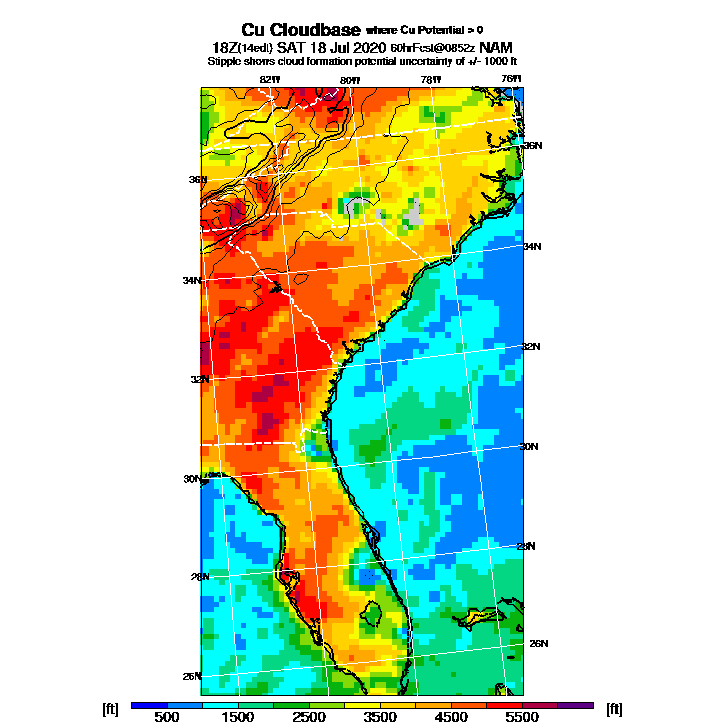 Cu Cloudbase where Cu Potential > 0
18Z(14edt) SAT 18 Jul 2020 60hrFcst@0852z NAM
Stipple shows cloud formation potential uncertainty of +/- 1000 ft
82W 80W 78W 76W
36N
36N
34N
34N
32N
32N
30N
30N
28N
28N
26N
26N
[ft] 500 1500 2500 3500 4500 5500 [ft]